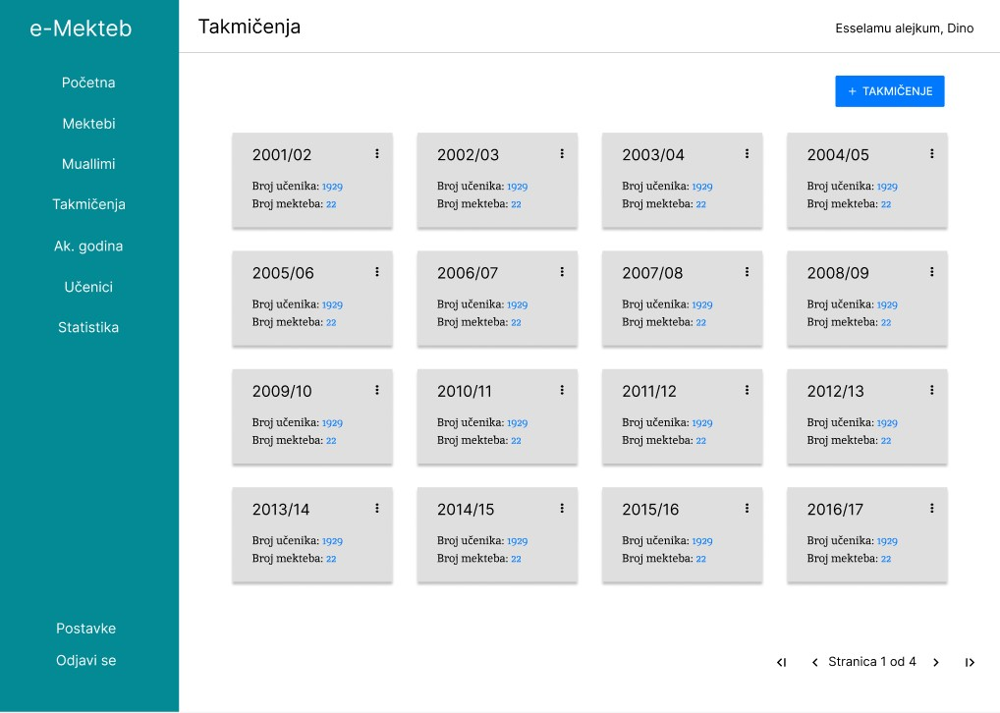 e-Mekteb
Početna
Mektebi
Muallimi
Takmičenja
Ak. godina
Učenici
Statistika
Postavke
Odjavi se
Takmičenja
Esselamu alejkum, Dino
+ TAKMIČENJE
2001/02
Broj učenika: 1929
Broj mekteba: 22
2002/03
Broj učenika: 1929
Broj mekteba: 22
2003/04
Broj učenika: 1929
Broj mekteba: 22
2004/05
Broj učenika: 1929
Broj mekteba: 22
2005/06
Broj učenika: 1929
Broj mekteba: 22
2006/07
Broj učenika: 1929
Broj mekteba: 22
2007/08
Broj učenika: 1929
Broj mekteba: 22
2008/09
Broj učenika: 1929
Broj mekteba: 22
2009/10
Broj učenika: 1929
Broj mekteba: 22
2010/11
Broj učenika: 1929
Broj mekteba: 22
2011/12
Broj učenika: 1929
Broj mekteba: 22
2012/13
Broj učenika: 1929
Broj mekteba: 22
2013/14
Broj učenika: 1929
Broj mekteba: 22
2014/15
Broj učenika: 1929
Broj mekteba: 22
2015/16
Broj učenika: 1929
Broj mekteba: 22
2016/17
Broj učenika: 1929
Broj mekteba: 22
Stranica 1 od 4